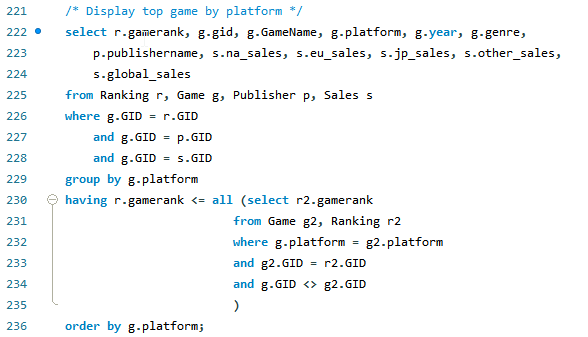 221 /* Display top game by platform */
222 select r.gamerank, g.gid, g.GameName, g.platform, g.year, g.genre,
223 p.publishername, s.na_sales, s.eu_sales, s.jp_sales, s.other_sales,
224 s.global_sales
225 from Ranking r, Game g, Publisher p, Sales s
226 where g.GID = r.GID
227 and g.GID = p.GID
228 and g.GID = s.GID
229 group by g.platform
230 having r.gamerank <= all (select r2.gamerank
231 from Game g2, Ranking r2
232 where g.platform = g2.platform
233 and g2.GID = r2.GID
234 and g.GID <> g2.GID
235 )
236 order by g.platform;